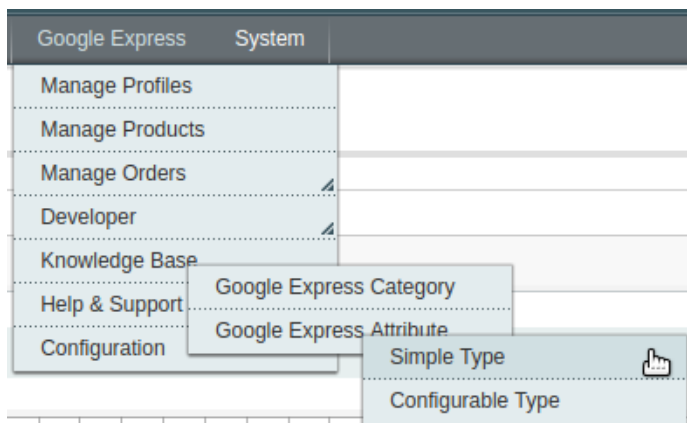 Google Express System
Manage Profiles
Manage Products
Manage Orders
Developer
Knowledge Base
Google Express Category
Help & Support
Google Express Attribute
Configuration
Simple Type
Configurable Type